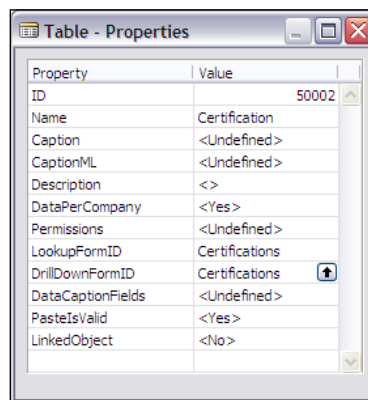 Table - Properties
Property Value
ID 50002
Name Certification
Caption <Undefined>
CaptionML <Undefined>
Description <>
DataPerCompany <Yes>
Permissions <Undefined>
LookupFormID Certifications
DrillDownFormID Certifications
DataCaptionFields <Undefined>
PasteIsValid <Yes>
LinkedObject <No>